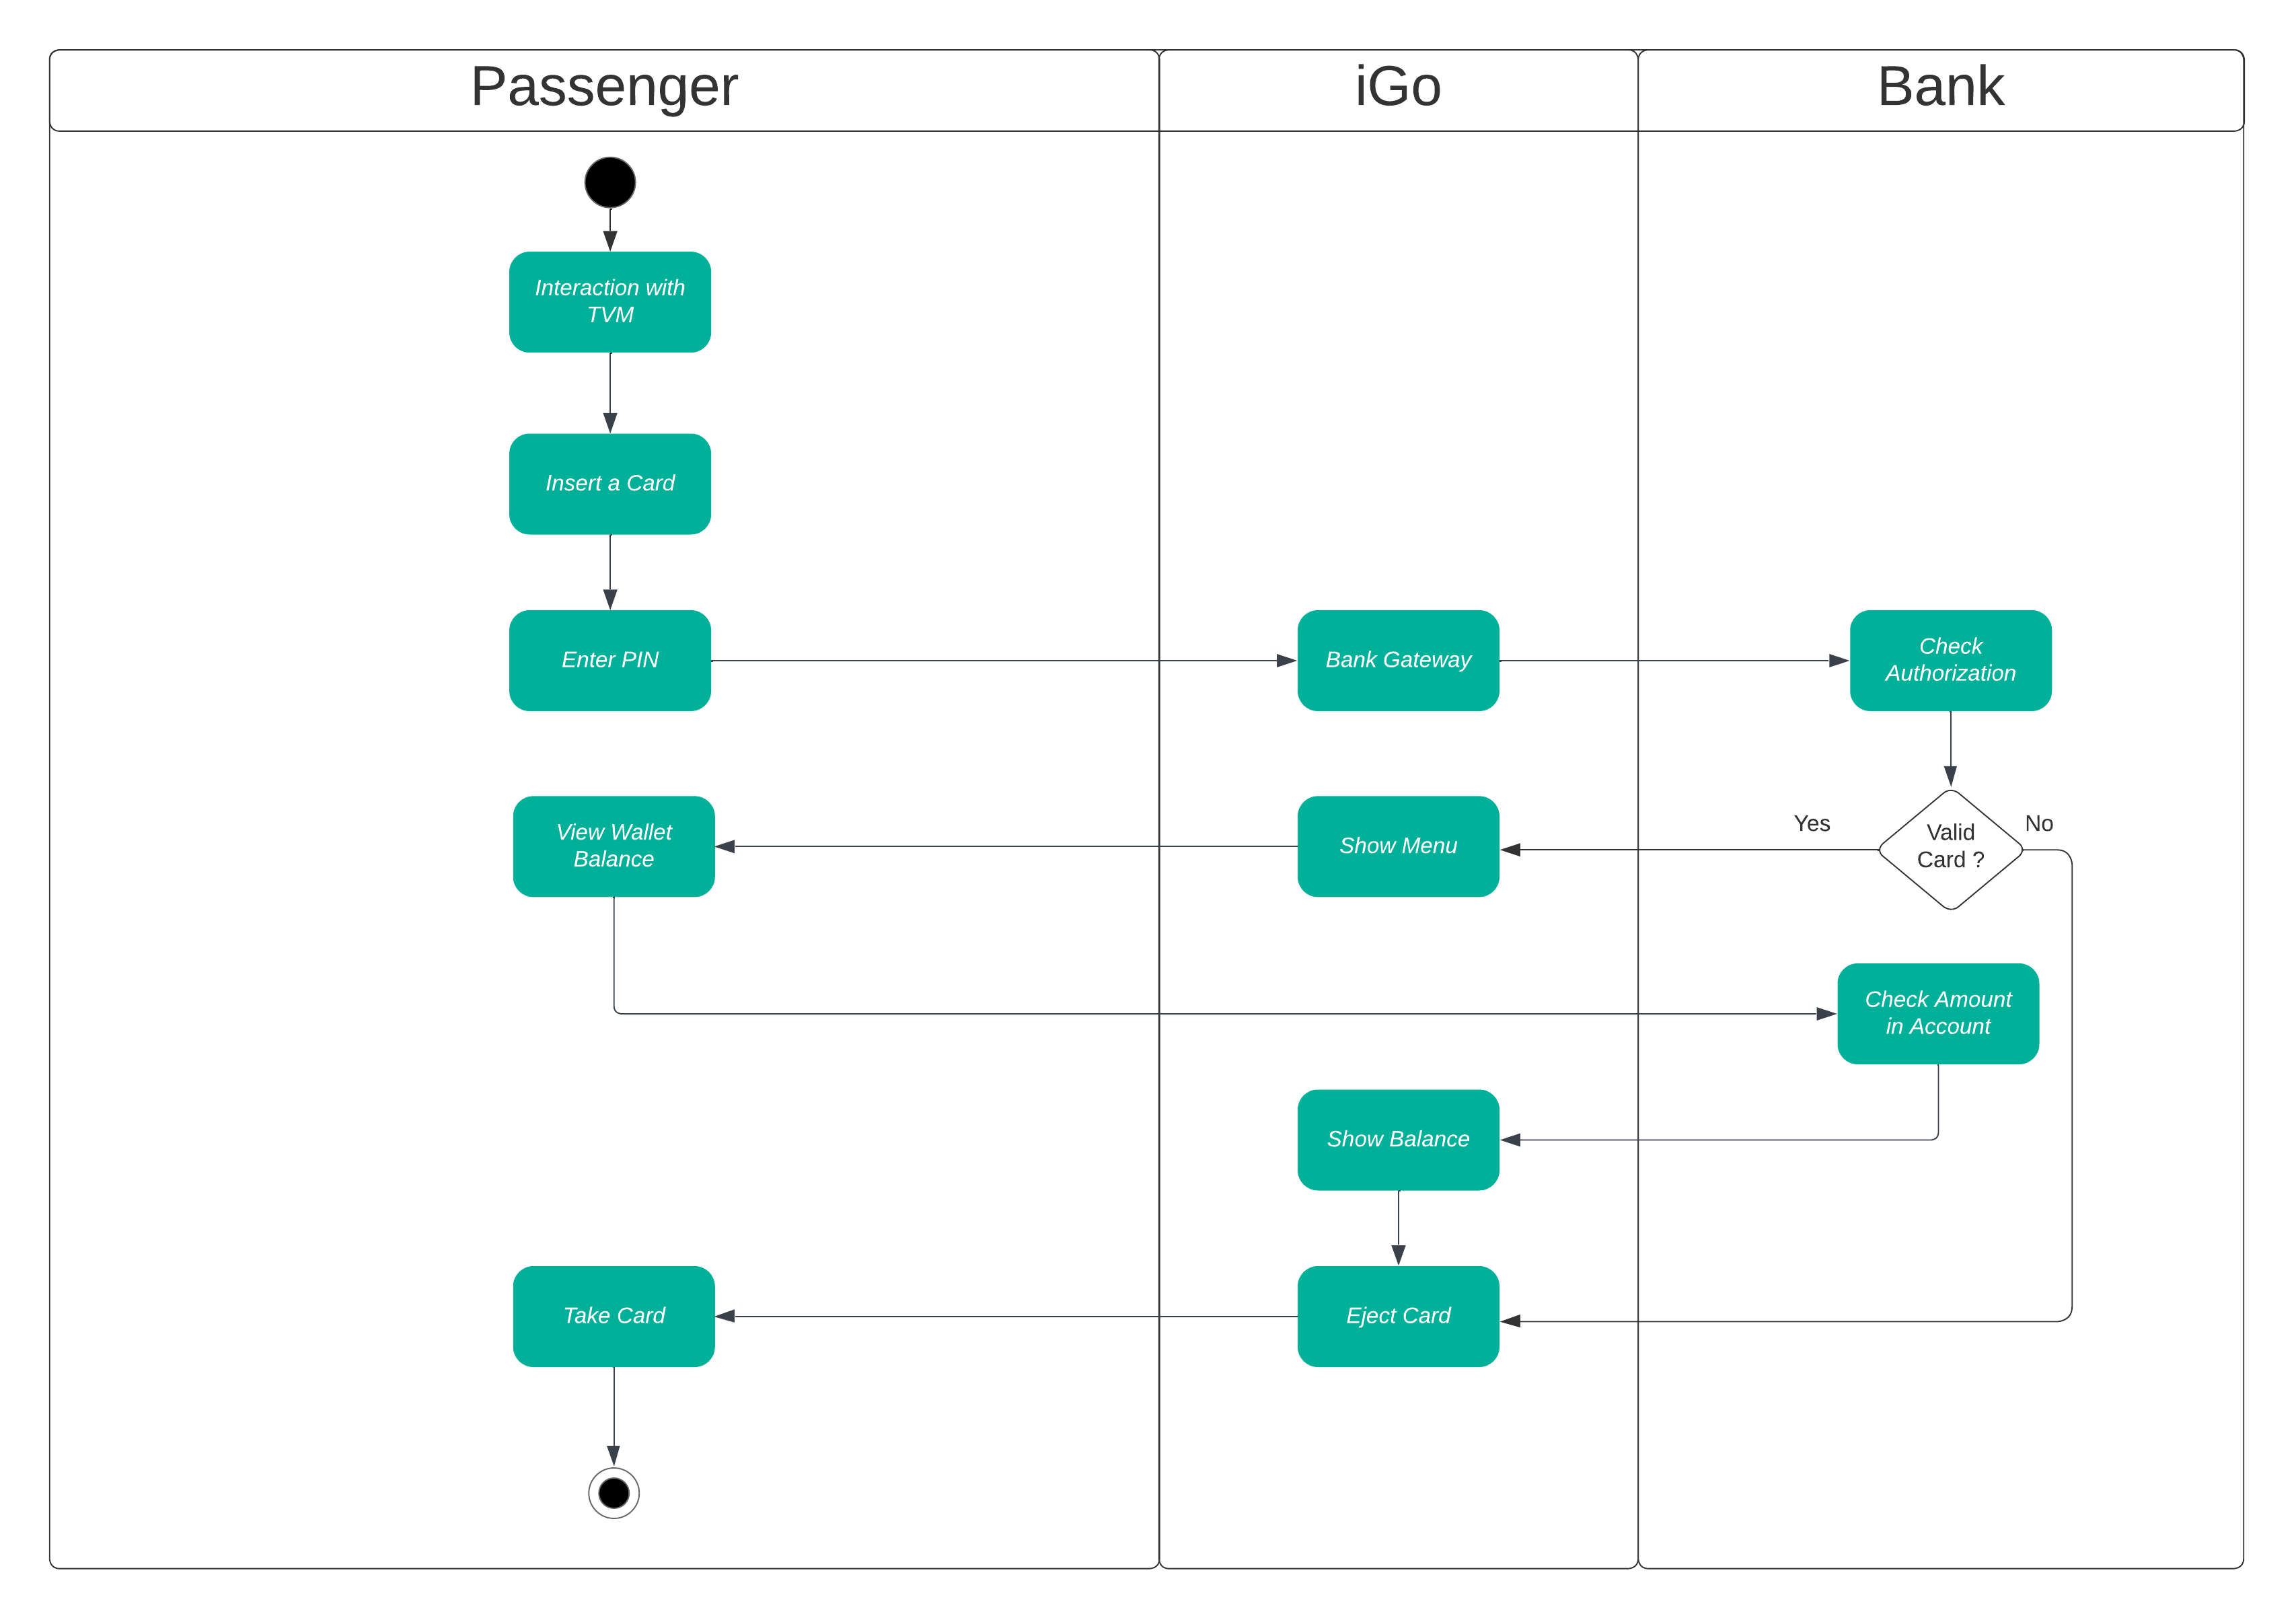 Passenger
iGo
Bank
Interaction with
TVM
Insert a Card
Enter PIN
Bank Gateway
Check
Authorization
View Wallet
Balance
Show Menu
Yes
Valid
Card ?
No
Check Amount
in Account
Show Balance
Take Card
Eject Card